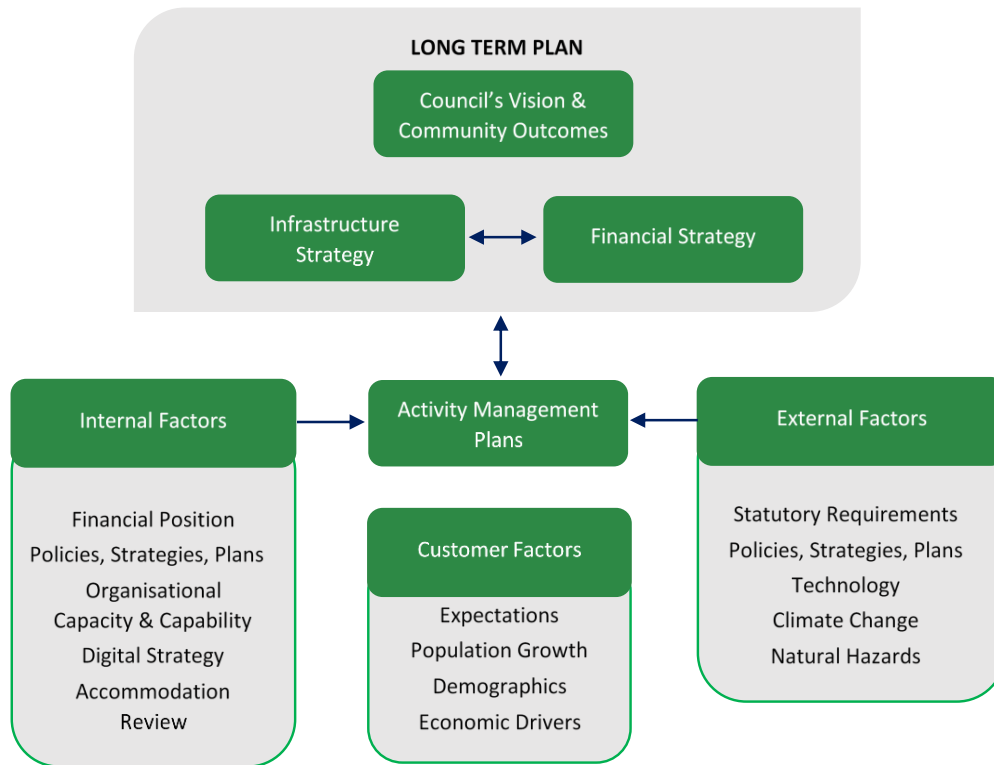 LONG TERM PLAN
Council’s Vision &
Community Outcomes
Infrastructure
Strategy
Financial Strategy
Internal Factors
Financial Position
Policies, Strategies, Plans
Organisational
Capacity & Capability
Digital Strategy
Accommodation
Review
Activity Management
Plans
Customer Factors
Expectations
Population Growth
Demographics
Economic Drivers
External Factors
Statutory Requirements
Policies, Strategies, Plans
Technology
Climate Change
Natural Hazards